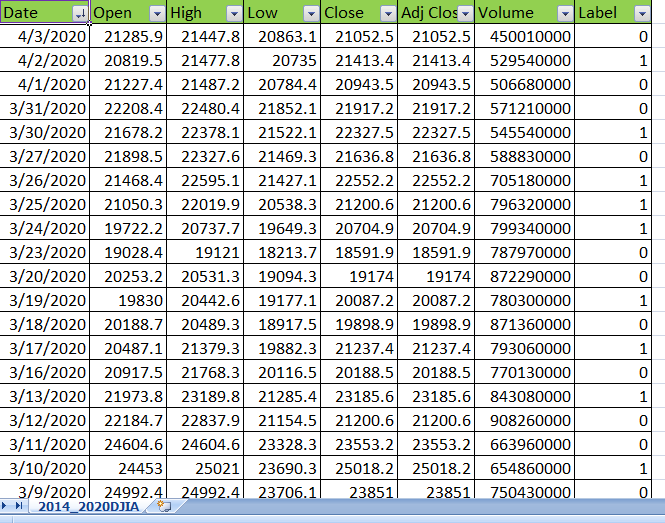 Date Open High Low Close Adj Clos Volume Label
4/3/2020 21285.9 21447.8 20863.1 21052.5 21052.5 450010000 0
4/2/2020 20819.5 21477.8 20735 21413.4 21413.4 529540000 1
4/1/2020 21227.4 21487.2 20784.4 20943.5 20943.5 506680000 0
3/31/2020 22208.4 22480.4 21852.1 21917.2 21917.2 571210000 0
3/30/2020 21678.2 22378.1 21522.1 22327.5 22327.5 545540000 1
3/27/2020 21898.5 22327.6 21469.3 21636.8 21636.8 588830000 0
3/26/2020 21468.4 22595.1 21427.1 22552.2 22552.2 705180000 1
3/25/2020 21050.3 22019.9 20538.3 21200.6 21200.6 796320000 1
3/24/2020 19722.2 20737.7 19649.3 20704.9 20704.9 799340000 1
3/23/2020 19028.4 19121 18213.7 18591.9 18591.9 787970000 0
3/20/2020 20253.2 20531.3 19094.3 19174 19174 872290000 0
3/19/2020 19830 20442.6 19177.1 20087.2 20087.2 780300000 1
3/18/2020 20188.7 20489.3 18917.5 19898.9 19898.9 871360000 0
3/17/2020 20487.1 21379.3 19882.3 21237.4 21237.4 793060000 1
3/16/2020 20917.5 21768.3 20116.5 20188.5 20188.5 770130000 0
3/13/2020 21973.8 23189.8 21285.4 23185.6 23185.6 843080000 1
3/12/2020 22184.7 22837.9 21154.5 21200.6 21200.6 908260000 0
3/11/2020 24604.6 24604.6 23328.3 23553.2 23553.2 663960000 0
3/10/2020 24453 25021 23690.3 25018.2 25018.2 654860000 1
3/9/2020 24992.4 24992.4 23706.1 23851 23851 750430000 0
2014_2020DJIA